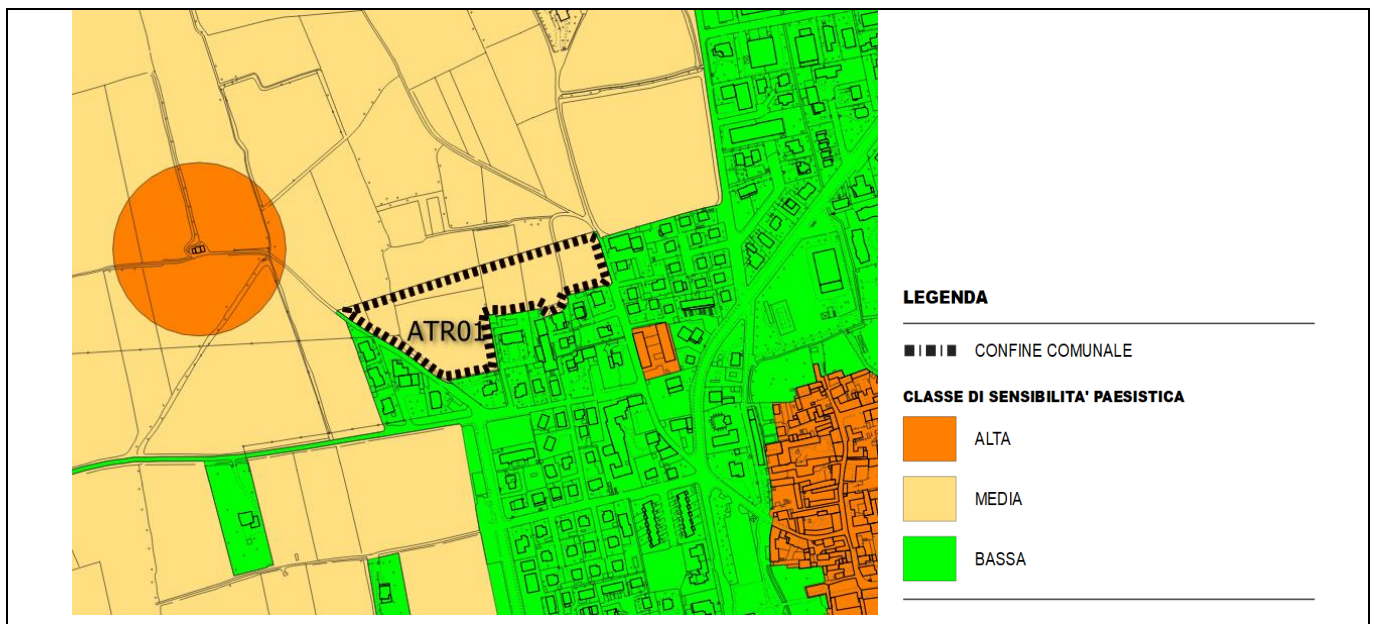 ATR01
LEGENDA
CONFINE COMUNALE
CLASSE DI SENSIBILITA' PAESISTICA
ALTA
MEDIA
BASSA